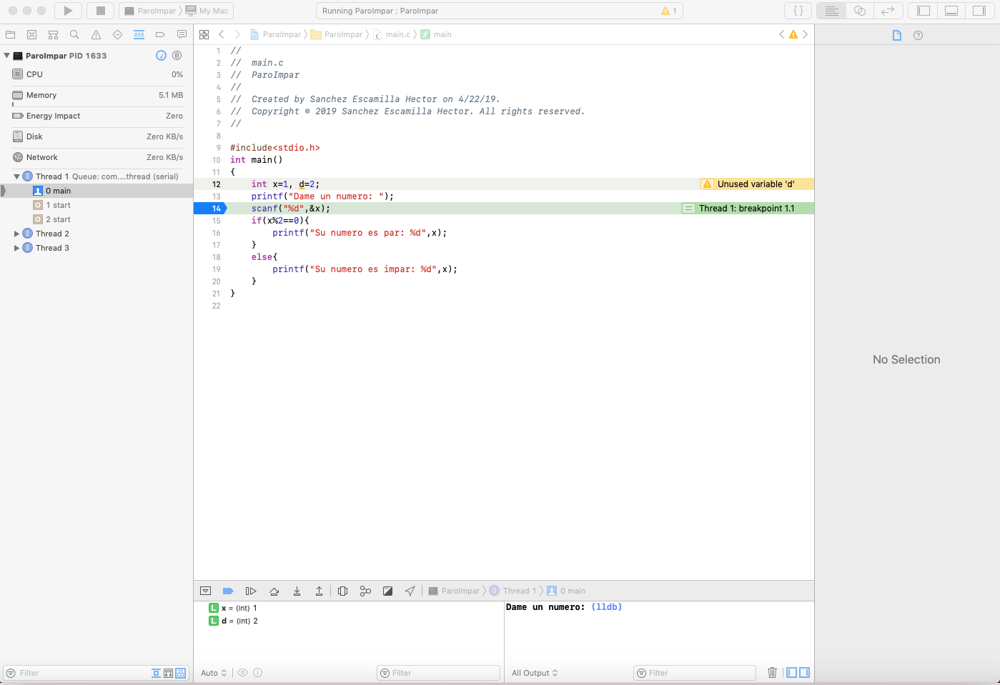 ParoImpar My Mac
Running ParoImpar : ParoImpar
1
{ }
ParoImpar PID 1633
CPU 0%
Memory 5.1 MB
Energy Impact Zero
Disk Zero KB/s
Network Zero KB/s
Thread 1 Queue: com....thread (serial)
0 main
1 start
2 start
Thread 2
Thread 3
Filter
ParoImpar ParoImpar main.c main
1 //
2 //  main.c
3 //  ParoImpar
4 //
5 //  Created by Sanchez Escamilla Hector on 4/22/19.
6 //  Copyright © 2019 Sanchez Escamilla Hector. All rights reserved.
7 //
8
9 #include<stdio.h>
10 int main()
11 {
12     int x=1, d=2; Unused variable 'd'
13     printf("Dame un numero: ");
14     scanf("%d",&x); Thread 1: breakpoint 1.1
15     if(x%2==0){
16         printf("Su numero es par: %d",x);
17     }
18     else{
19         printf("Su numero es impar: %d",x);
20     }
21 }
22
ParoImpar Thread 1 0 main
L x = (int) 1
L d = (int) 2
Auto
Filter
Dame un numero: (lldb)
All Output
Filter
No Selection